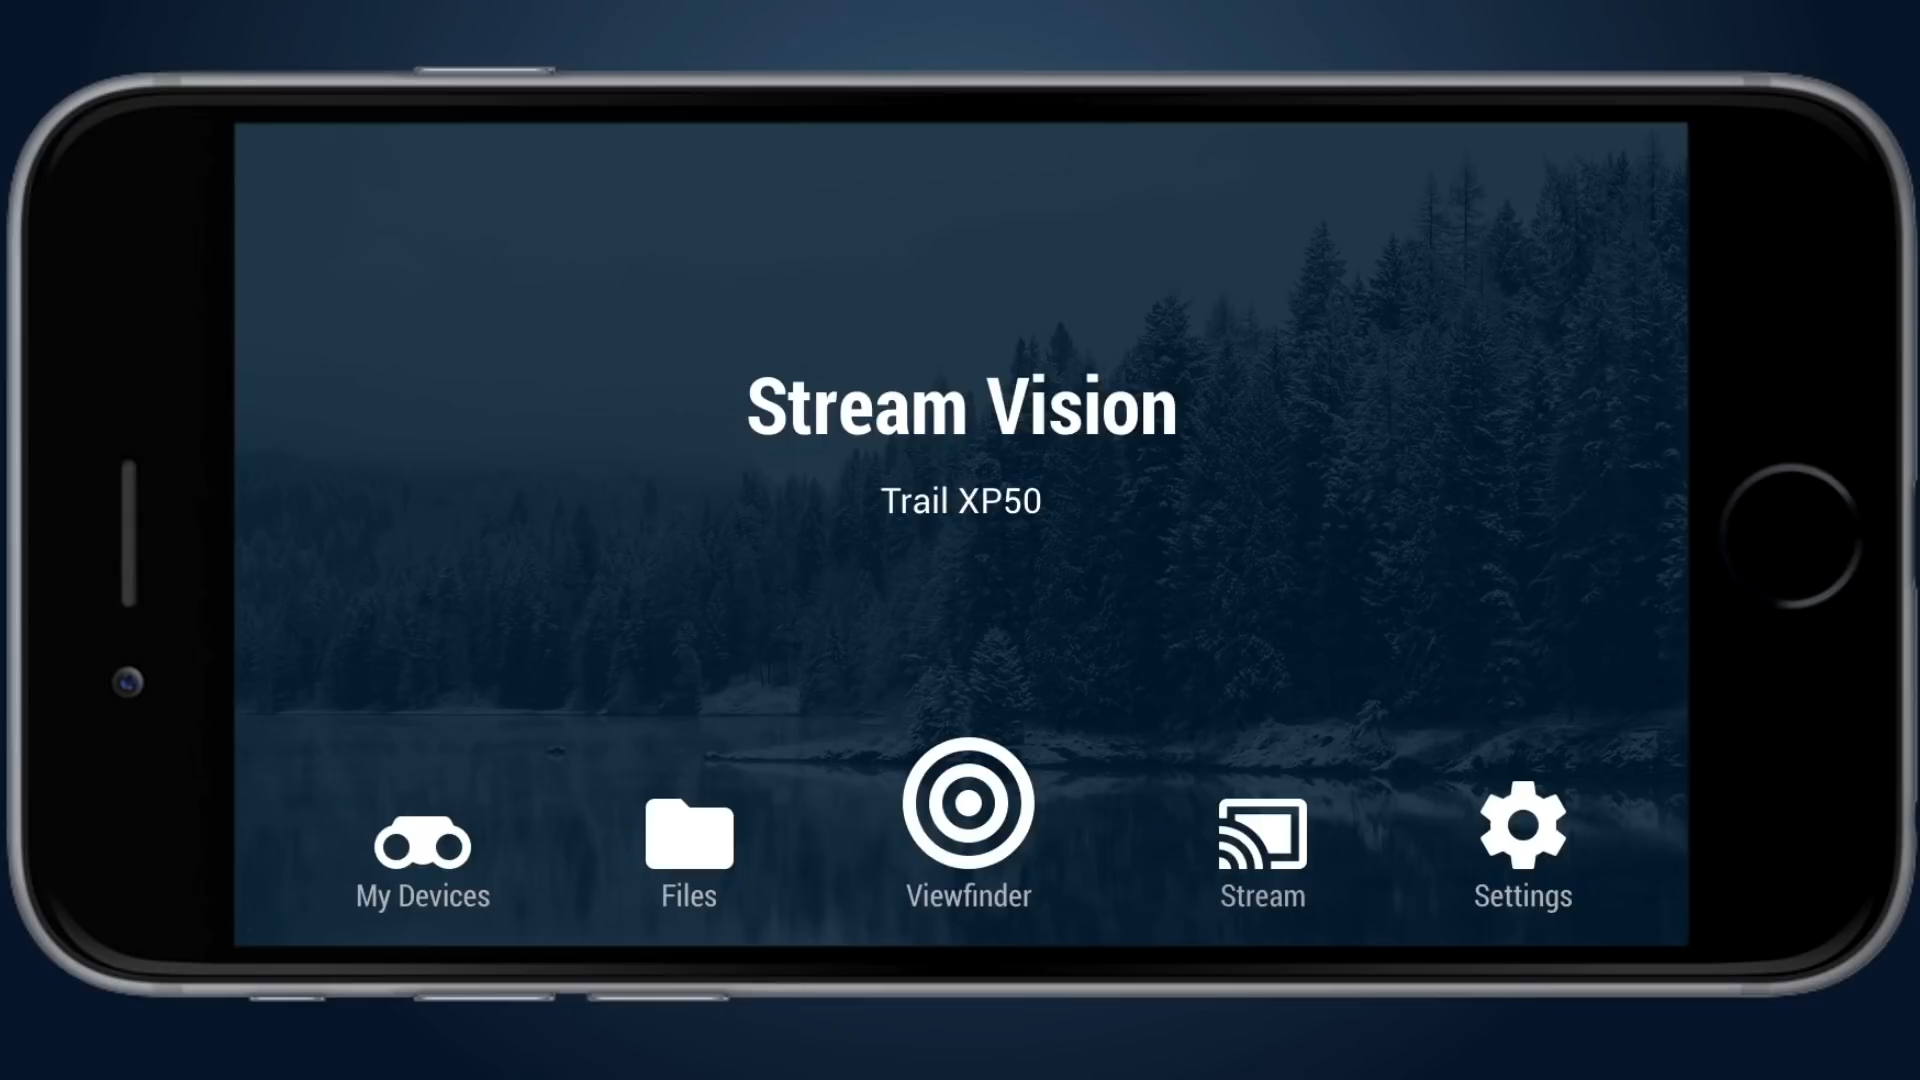 Stream Vision
Trail XP50
My Devices
Files
Viewfinder
Stream
Settings